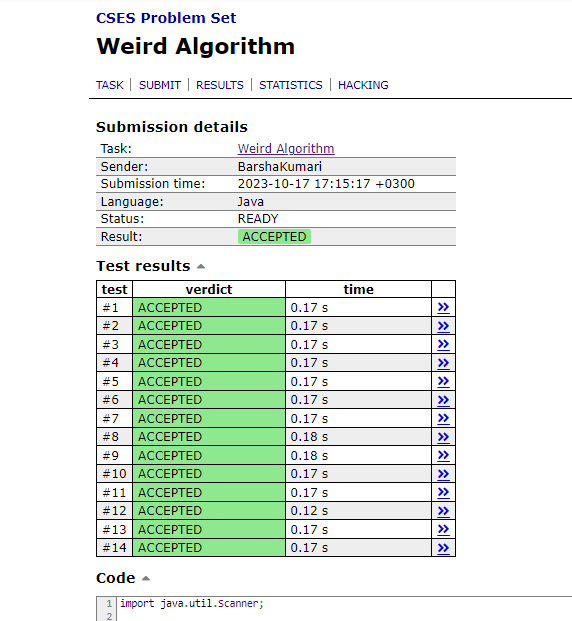 CSES Problem Set
Weird Algorithm
TASK | SUBMIT | RESULTS | STATISTICS | HACKING
Submission details
Task: Weird Algorithm
Sender: BarshaKumari
Submission time: 2023-10-17 17:15:17 +0300
Language: Java
Status: READY
Result: ACCEPTED
Test results
test verdict time
#1 ACCEPTED 0.17 s »
#2 ACCEPTED 0.17 s »
#3 ACCEPTED 0.17 s »
#4 ACCEPTED 0.17 s »
#5 ACCEPTED 0.17 s »
#6 ACCEPTED 0.17 s »
#7 ACCEPTED 0.17 s »
#8 ACCEPTED 0.18 s »
#9 ACCEPTED 0.18 s »
#10 ACCEPTED 0.17 s »
#11 ACCEPTED 0.17 s »
#12 ACCEPTED 0.12 s »
#13 ACCEPTED 0.17 s »
#14 ACCEPTED 0.17 s »
Code
1 import java.util.Scanner;
2